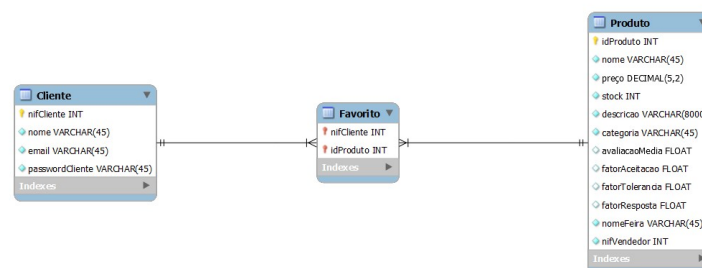 Cliente
nifCliente INT
nome VARCHAR(45)
email VARCHAR(45)
passwordCliente VARCHAR(45)
Indexes
Favorito
nifCliente INT
idProduto INT
Indexes
Produto
idProduto INT
nome VARCHAR(45)
preço DECIMAL(5,2)
stock INT
descricao VARCHAR(8000
categoria VARCHAR(45)
avaliacaoMedia FLOAT
fatorAceitacao FLOAT
fatorTolerancia FLOAT
fatorResposta FLOAT
nomeFeira VARCHAR(45)
nifVendedor INT
Indexes